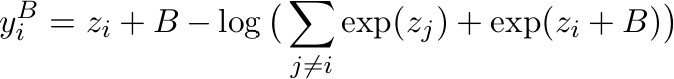 $y_i^B = z_i + B - \log \big( \sum_{j \neq i} \exp(z_j) + \exp(z_i + B) \big)$